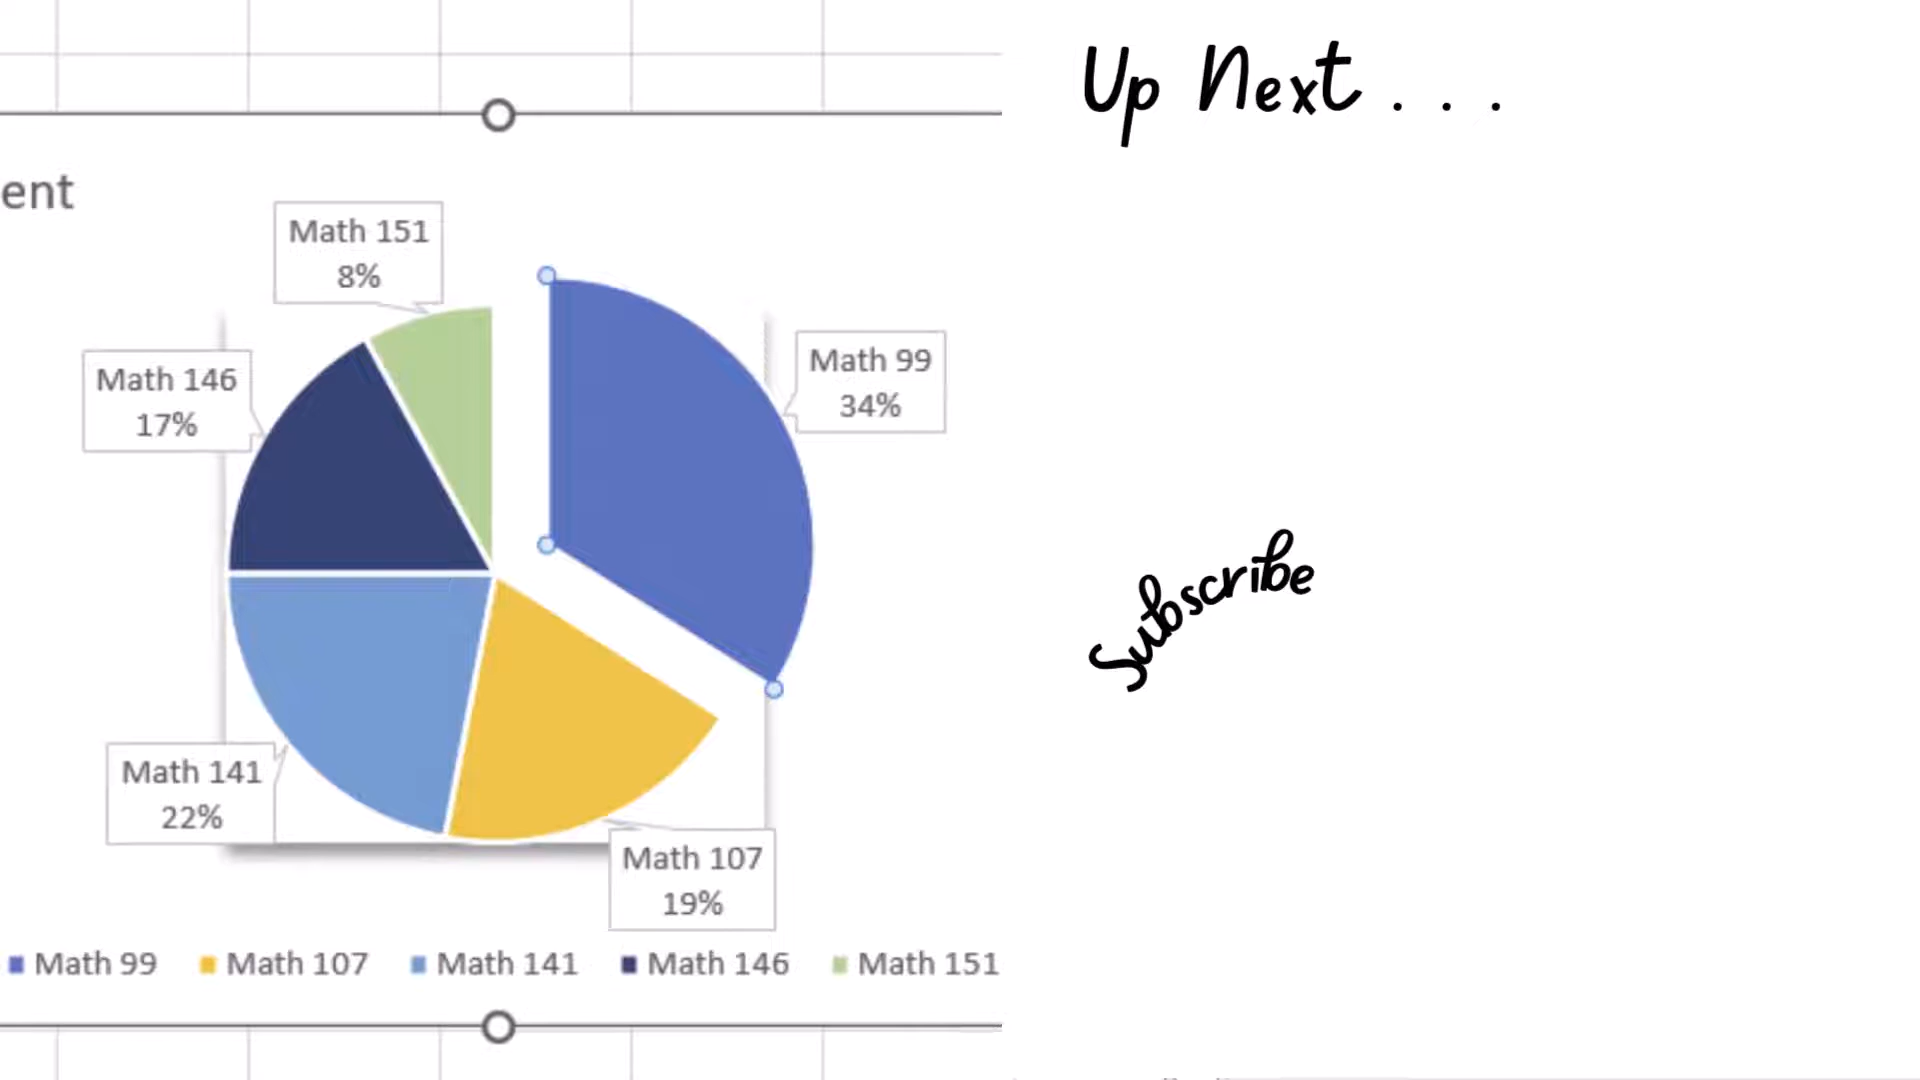 Up Next . . .
ent
Math 151
8%
Math 99
34%
Math 146
17%
Subscribe
Math 141
22%
Math 107
19%
Math 99 Math 107 Math 141 Math 146 Math 151